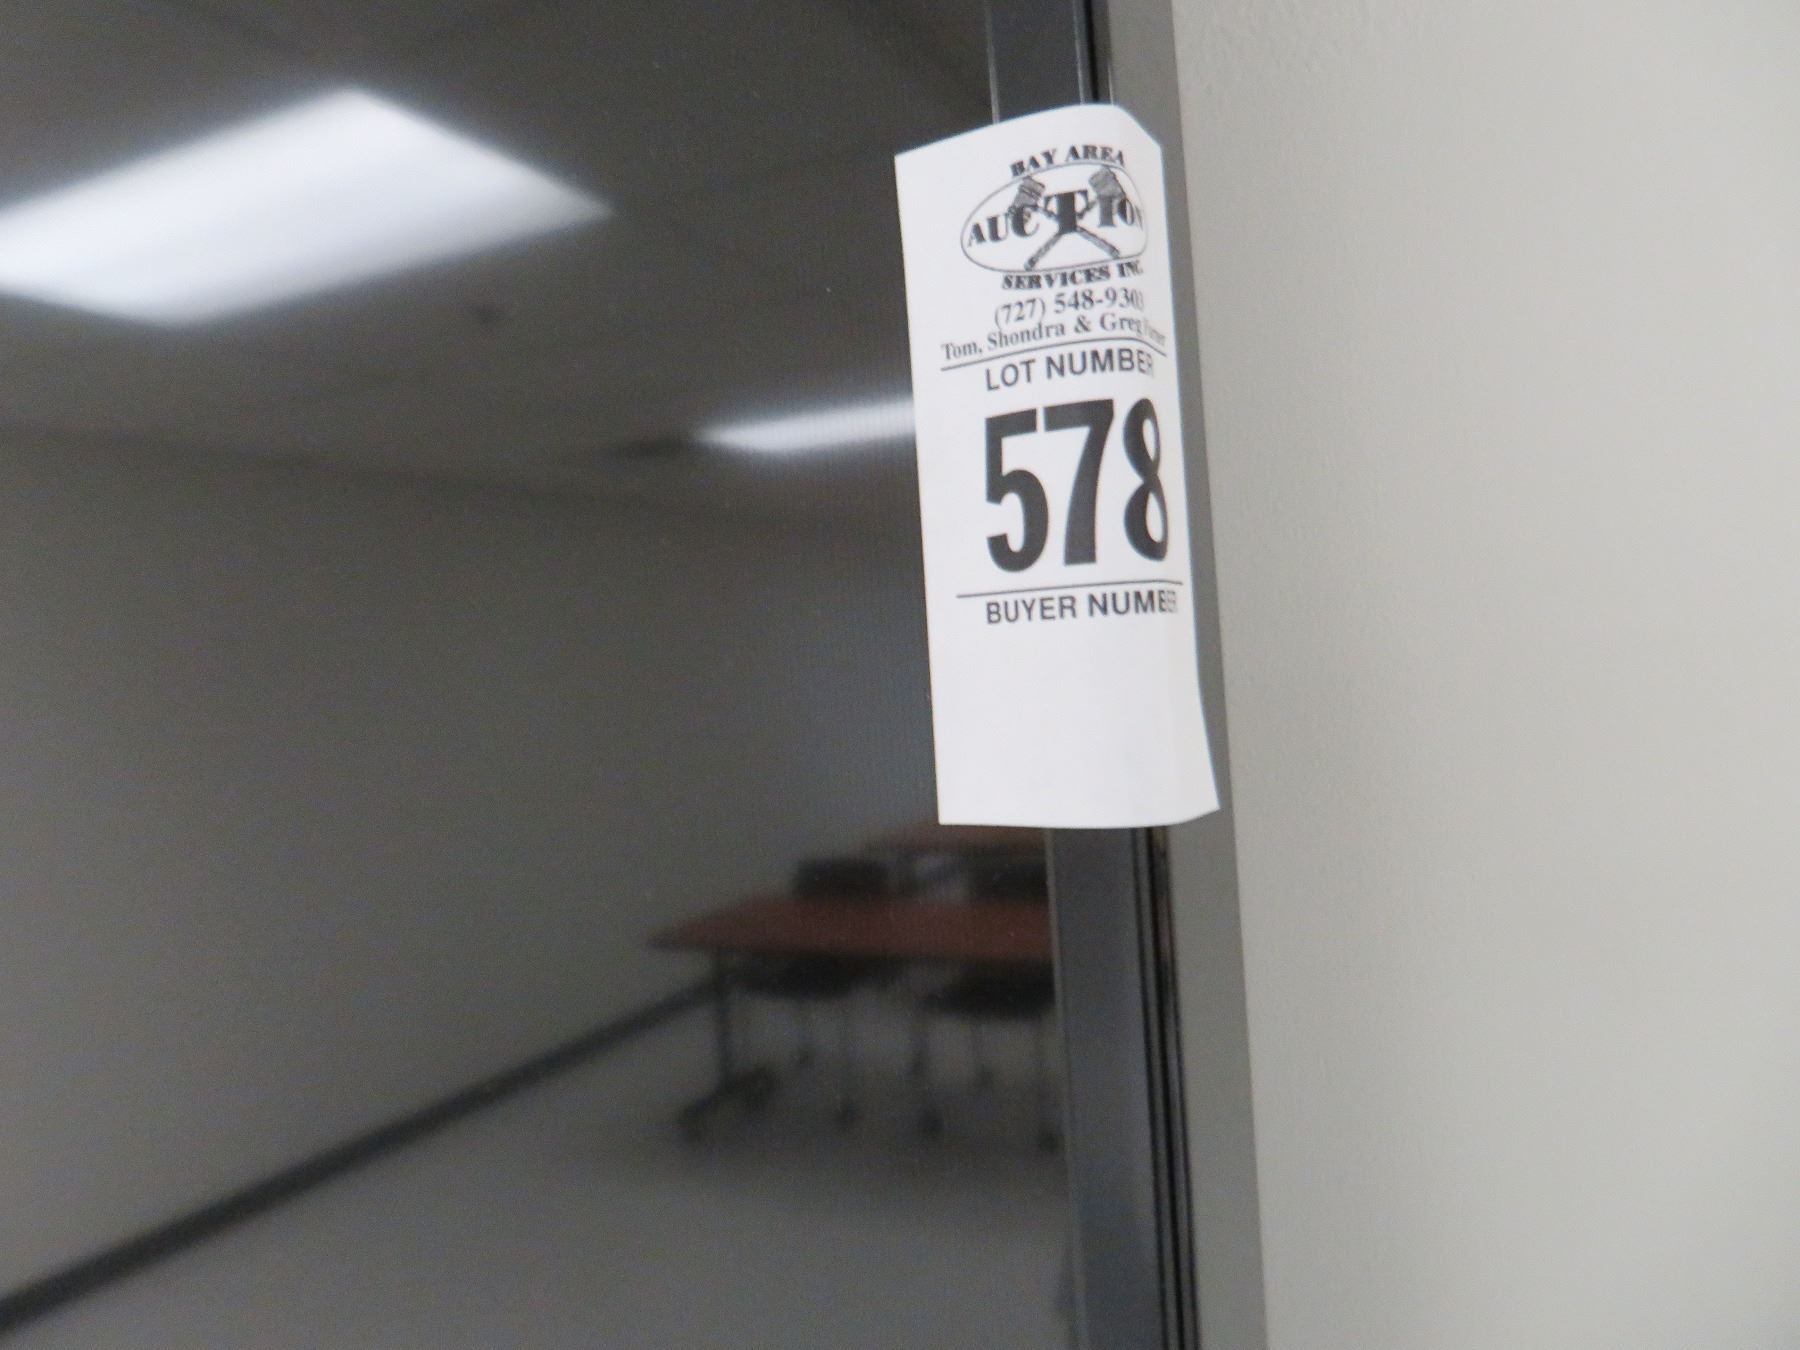 BAY AREA
AUCTION
SERVICES INC.
(727) 548-9303
Tom, Shondra & Greg
LOT NUMBER
578
BUYER NUMBER